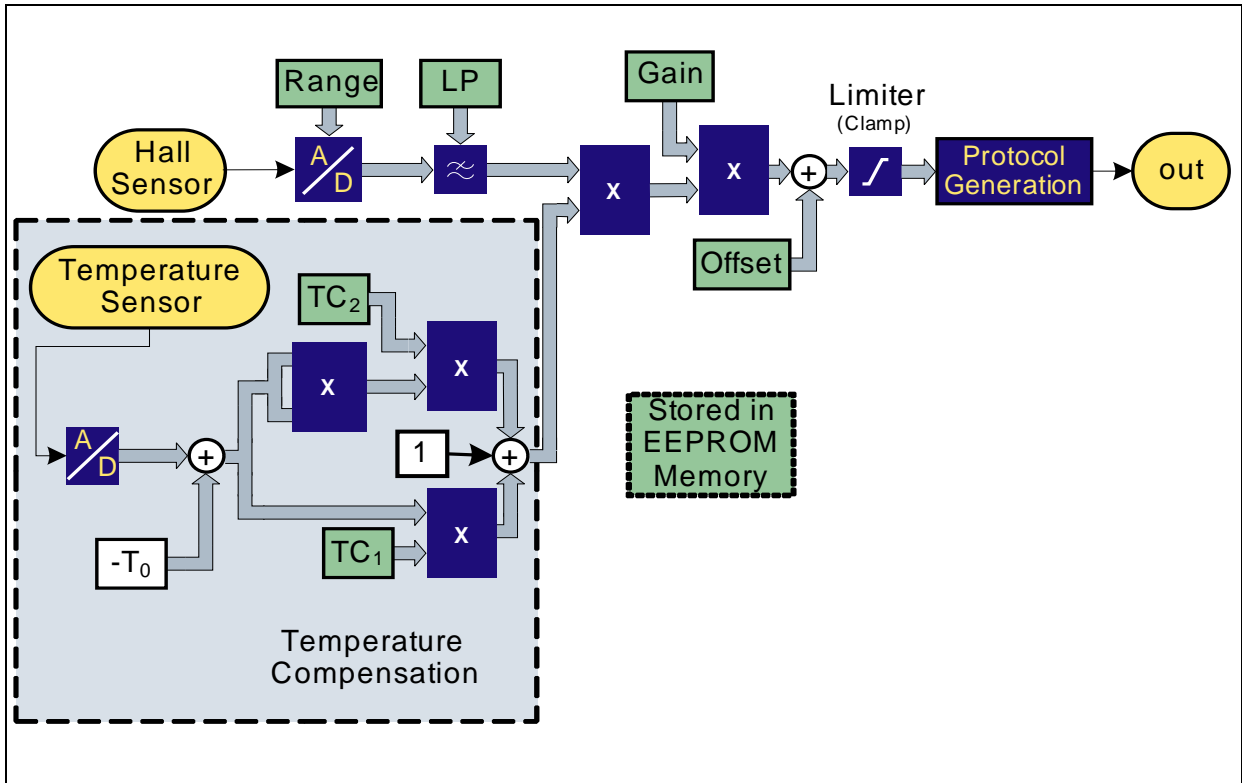 Range
LP
Gain
Limiter
(Clamp)
Hall
Sensor
A
D
X
X
Protocol
Generation
out
+
Offset
Temperature
Sensor
TC₂
X
X
A
D
+
1
+
-T₀
TC₁
X
Stored in
EEPROM
Memory
Temperature
Compensation